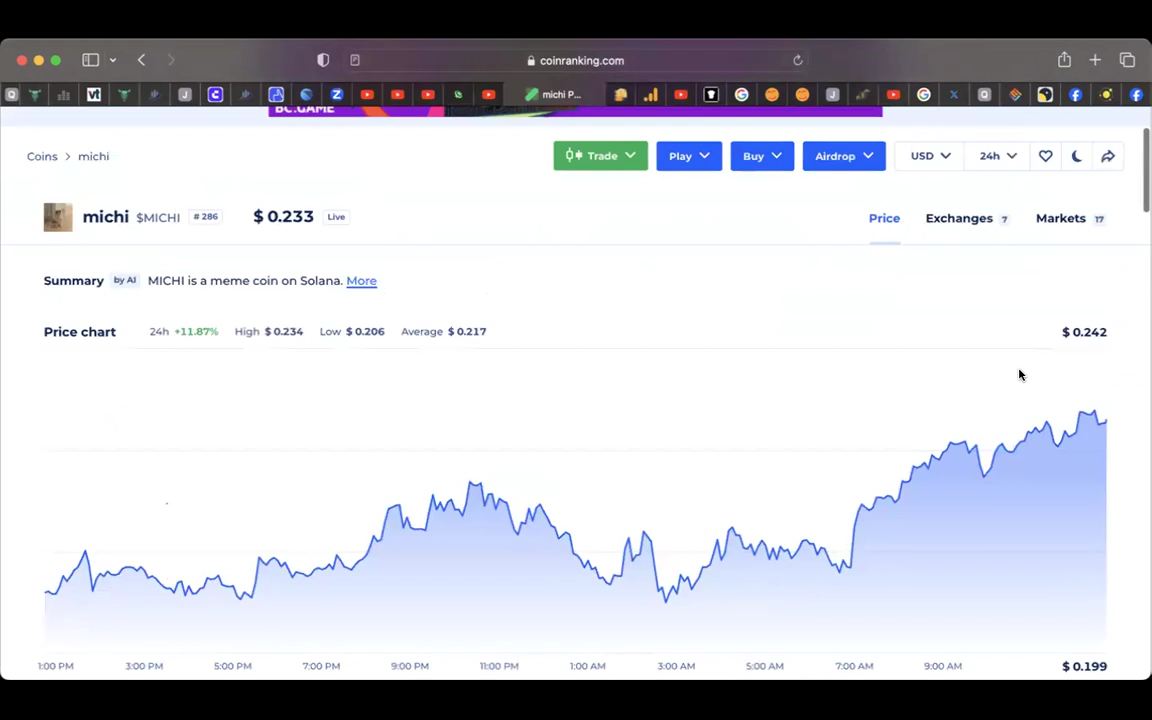 coinranking.com
michi P...
BC.GAME
Coins > michi
Trade
Play
Buy
Airdrop
USD
24h
michi $MICHI # 286 $ 0.233 Live
Price Exchanges 7 Markets 17
Summary by AI MICHI is a meme coin on Solana. More
Price chart 24h +11.87% High $ 0.234 Low $ 0.206 Average $ 0.217 $ 0.242
1:00 PM 3:00 PM 5:00 PM 7:00 PM 9:00 PM 11:00 PM 1:00 AM 3:00 AM 5:00 AM 7:00 AM 9:00 AM $ 0.199